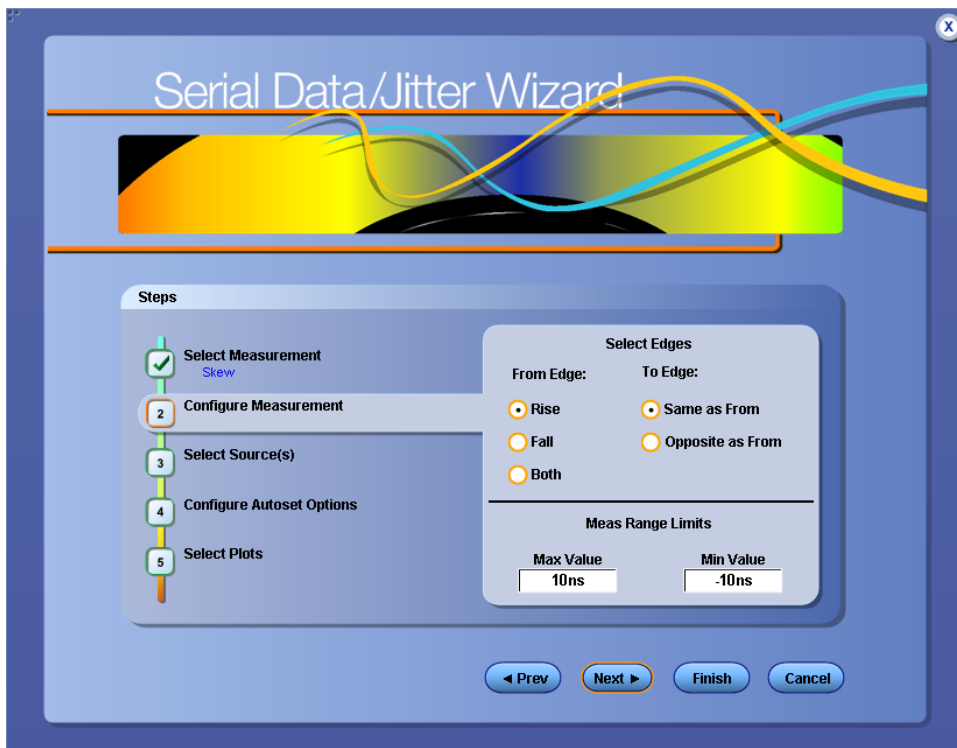 X
Serial Data/Jitter Wizard
Steps
Select Measurement
Skew
2 Configure Measurement
3 Select Source(s)
4 Configure Autoset Options
5 Select Plots
Select Edges
From Edge: To Edge:
Rise Same as From
Fall Opposite as From
Both
Meas Range Limits
Max Value Min Value
10ns -10ns
◄ Prev Next ► Finish Cancel